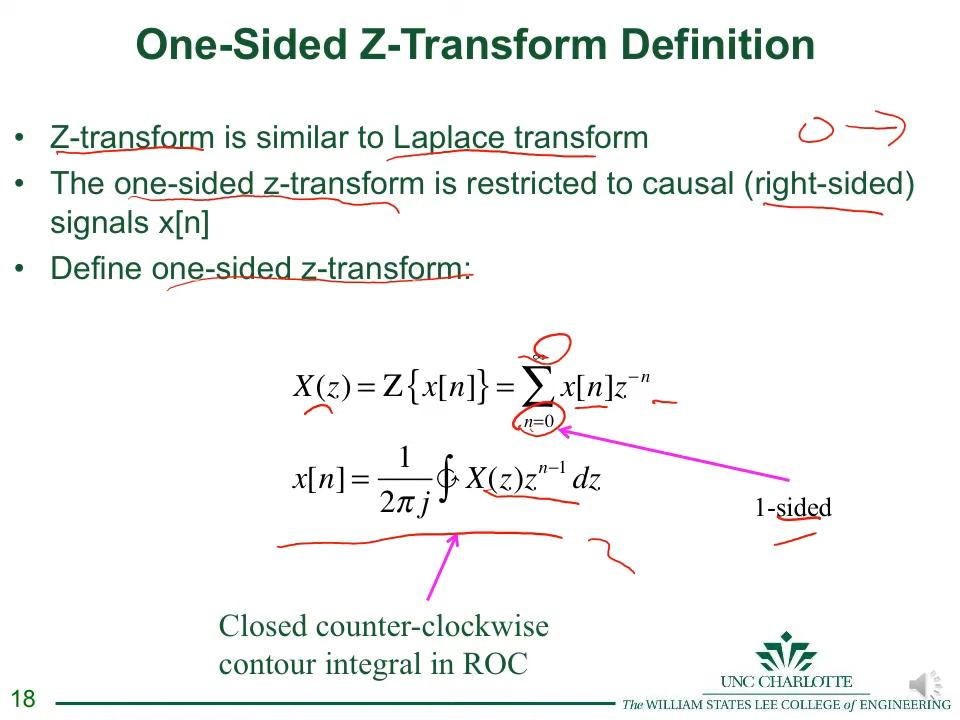 One-Sided Z-Transform Definition
• Z-transform is similar to Laplace transform
• The one-sided z-transform is restricted to causal (right-sided)
signals x[n]
• Define one-sided z-transform:
X(z) = Z{x[n]} = ∑_{n=0}^{∞} x[n]z^{−n}
x[n] = \frac{1}{2π j} ∮ X(z)z^{n−1} dz
1-sided
Closed counter-clockwise
contour integral in ROC
UNC CHARLOTTE
The WILLIAM STATES LEE COLLEGE of ENGINEERING
18